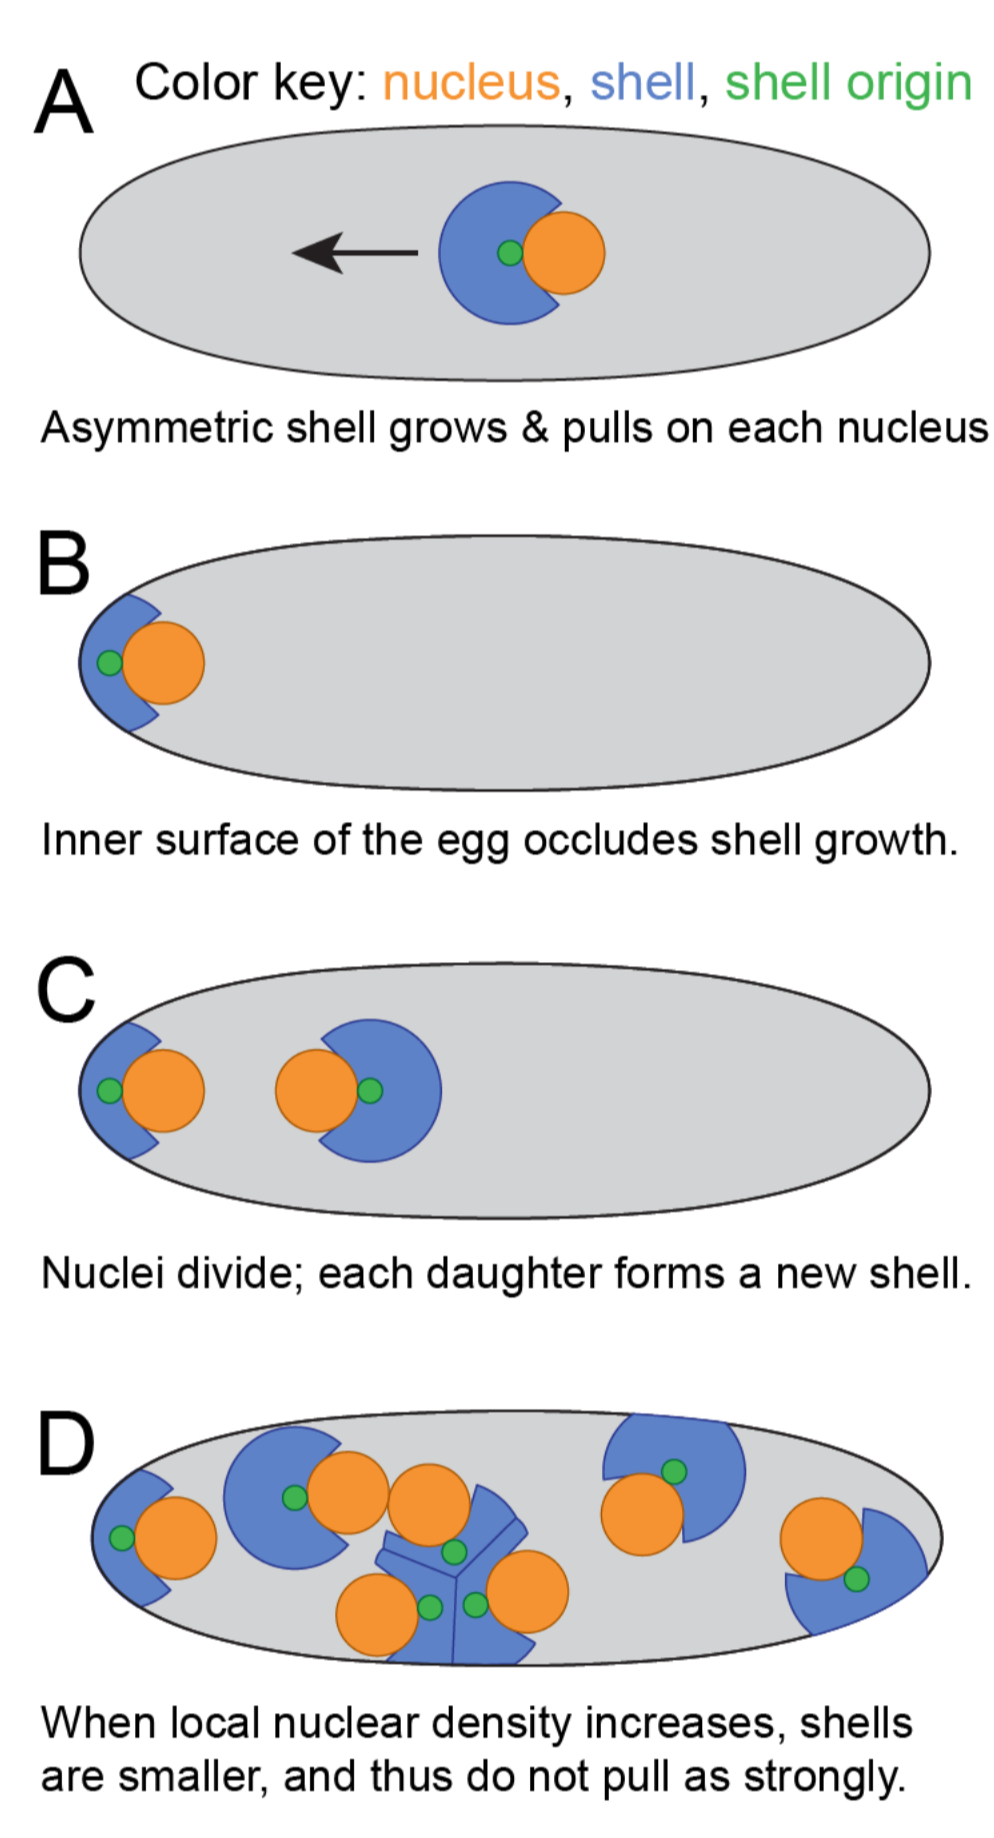 A
Color key: nucleus, shell, shell origin
Asymmetric shell grows & pulls on each nucleus
B
Inner surface of the egg occludes shell growth.
C
Nuclei divide; each daughter forms a new shell.
D
When local nuclear density increases, shells
are smaller, and thus do not pull as strongly.